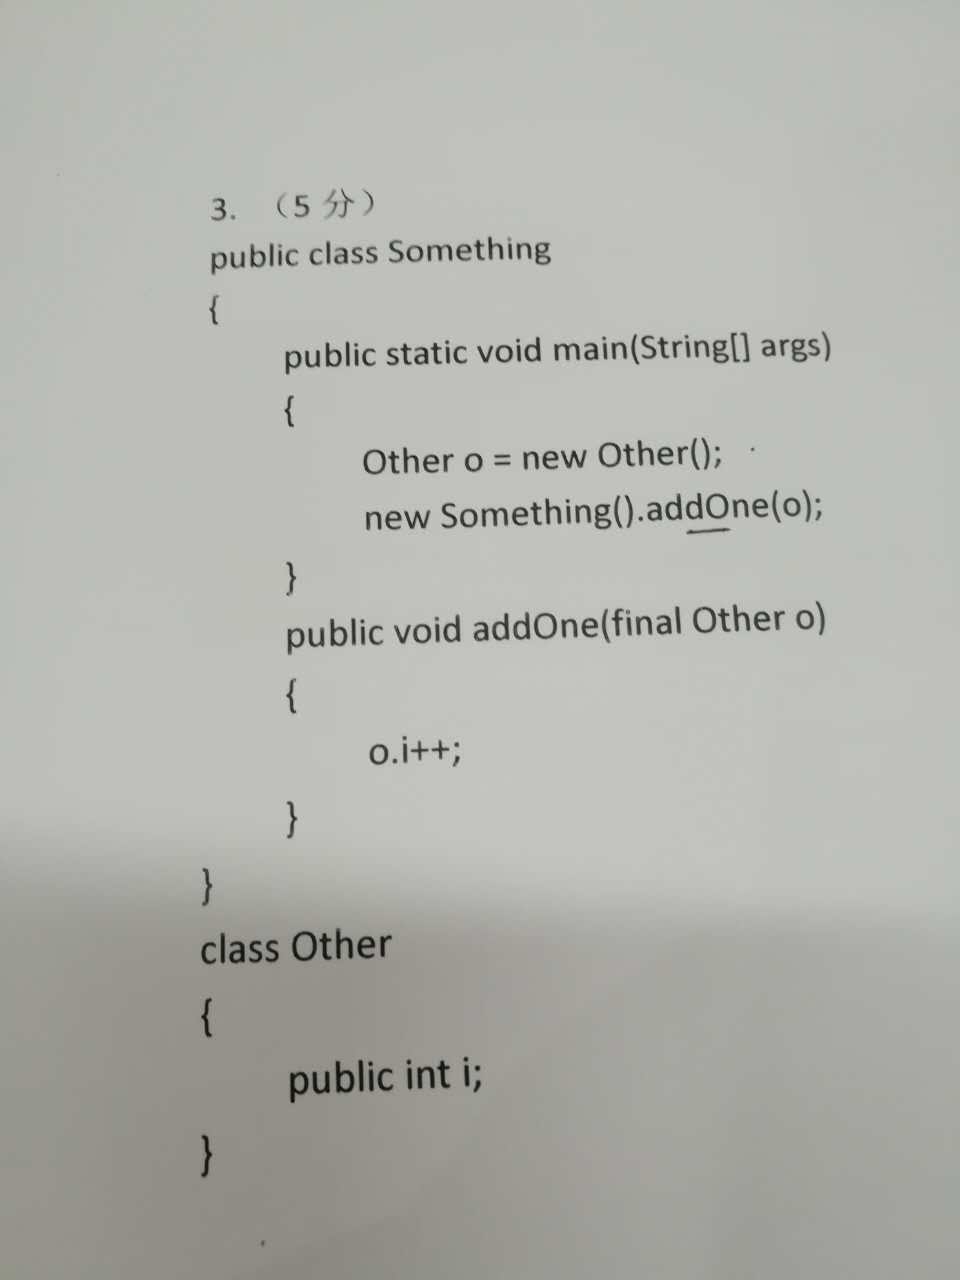 3. （5 分）
public class Something
{
public static void main(String[] args)
{
Other o = new Other();
new Something().addOne(o);
}
public void addOne(final Other o)
{
o.i++;
}
}
class Other
{
public int i;
}